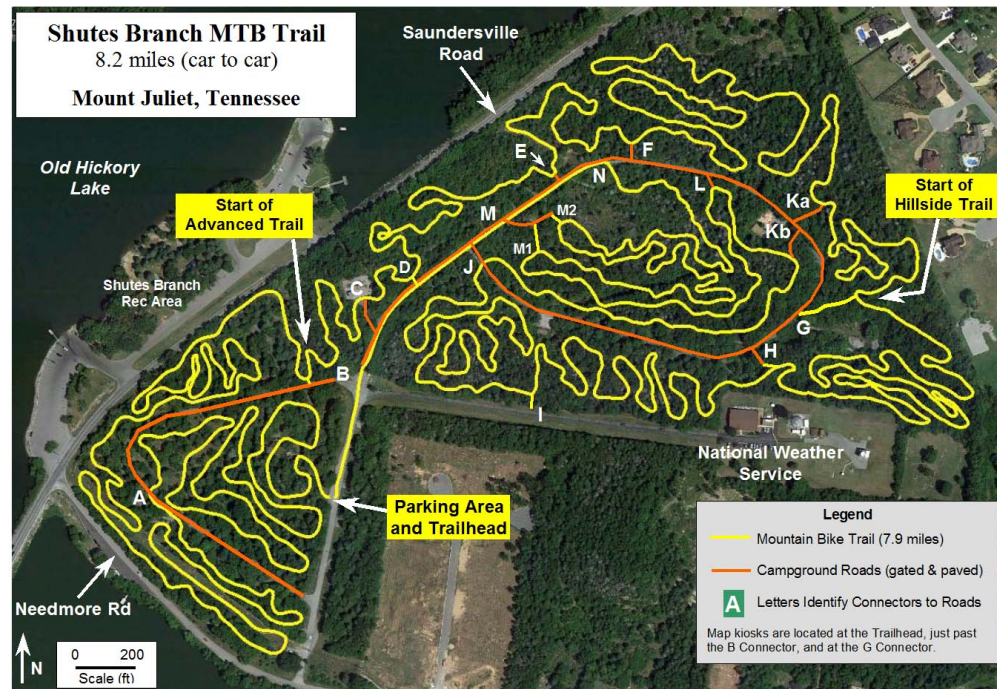 Shutes Branch MTB Trail
8.2 miles (car to car)
Mount Juliet, Tennessee
Saundersville
Road
Old Hickory
Lake
Start of
Advanced Trail
Shutes Branch
Rec Area
E
F
N
L
M
M2
M1
Ka
Kb
Start of
Hillside Trail
D
J
C
G
H
B
I
National Weather
Service
A
Parking Area
and Trailhead
Needmore Rd
N
0 200
Scale (ft)
Legend
Mountain Bike Trail (7.9 miles)
Campground Roads (gated & paved)
A Letters Identify Connectors to Roads
Map kiosks are located at the Trailhead, just past
the B Connector, and at the G Connector.